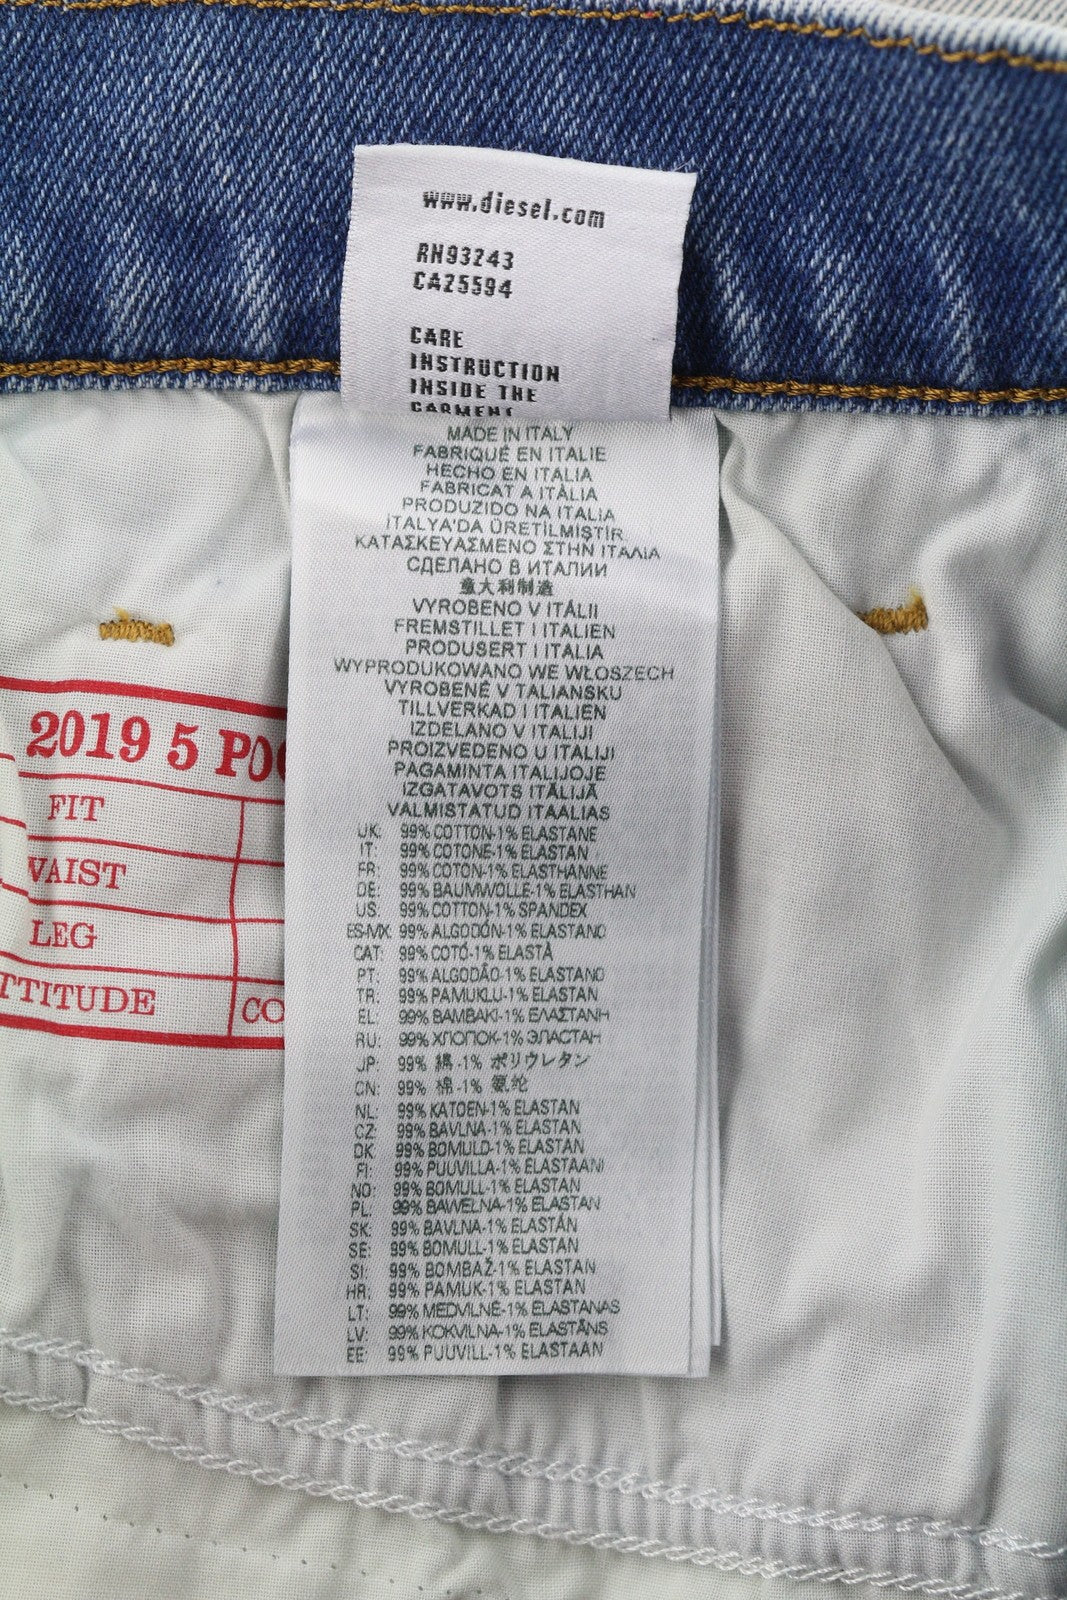 www.diesel.com
RN93243
CA25594
CARE
INSTRUCTION
INSIDE THE
GARMENT
MADE IN ITALY
FABRIQUÉ EN ITALIE
HECHO EN ITALIA
FABRICAT A ITÀLIA
PRODUZIDO NA ITALIA
İTALYA'DA ÜRETİLMİŞTİR
ΚΑΤΑΣΚΕΥΑΣΜΕΝΟ ΣΤΗΝ ΙΤΑΛΙΑ
СДЕЛАНО В ИТАЛИИ
意大利制造
VYROBENO V ITÁLII
FREMSTILLET I ITALIEN
PRODUSERT I ITALIA
WYPRODUKOWANO WE WŁOSZECH
VYROBENÉ V TALIANSKU
TILLVERKAD I ITALIEN
IZDELANO V ITALIJI
PROIZVEDENO U ITALIJI
PAGAMINTA ITALIJOJE
IZGATAVOTS ITĀLIJĀ
VALMISTATUD ITAALIAS
UK: 99% COTTON-1% ELASTANE
IT: 99% COTONE-1% ELASTAN
FR: 99% COTON-1% ELASTHANNE
DE: 99% BAUMWOLLE-1% ELASTHAN
US: 99% COTTON-1% SPANDEX
ES-MX: 99% ALGODÓN-1% ELASTANO
CAT: 99% COTÓ-1% ELASTÀ
PT: 99% ALGODÃO-1% ELASTANO
TR: 99% PAMUKLU-1% ELASTAN
EL: 99% ΒΑΜΒΑΚΙ-1% ΕΛΑΣΤΑΝΗ
RU: 99% ХЛОПОК-1% ЭЛАСТАН
JP: 99% 綿-1% ポリウレタン
CN: 99% 棉-1% 氨纶
NL: 99% KATOEN-1% ELASTAN
CZ: 99% BAVLNA-1% ELASTAN
DK: 99% BOMULD-1% ELASTAN
FI: 99% PUUVILLA-1% ELASTAANI
NO: 99% BOMULL-1% ELASTAN
PL: 99% BAWEŁNA-1% ELASTAN
SK: 99% BAVLNA-1% ELASTÁN
SE: 99% BOMULL-1% ELASTAN
SI: 99% BOMBAŽ-1% ELASTAN
HR: 99% PAMUK-1% ELASTAN
LT: 99% MEDVILNĖ-1% ELASTANAS
LV: 99% KOKVILNA-1% ELASTĀNS
EE: 99% PUUVILL-1% ELASTAAN
2019 5 PO
FIT
WAIST
LEG
TTITUDE CO